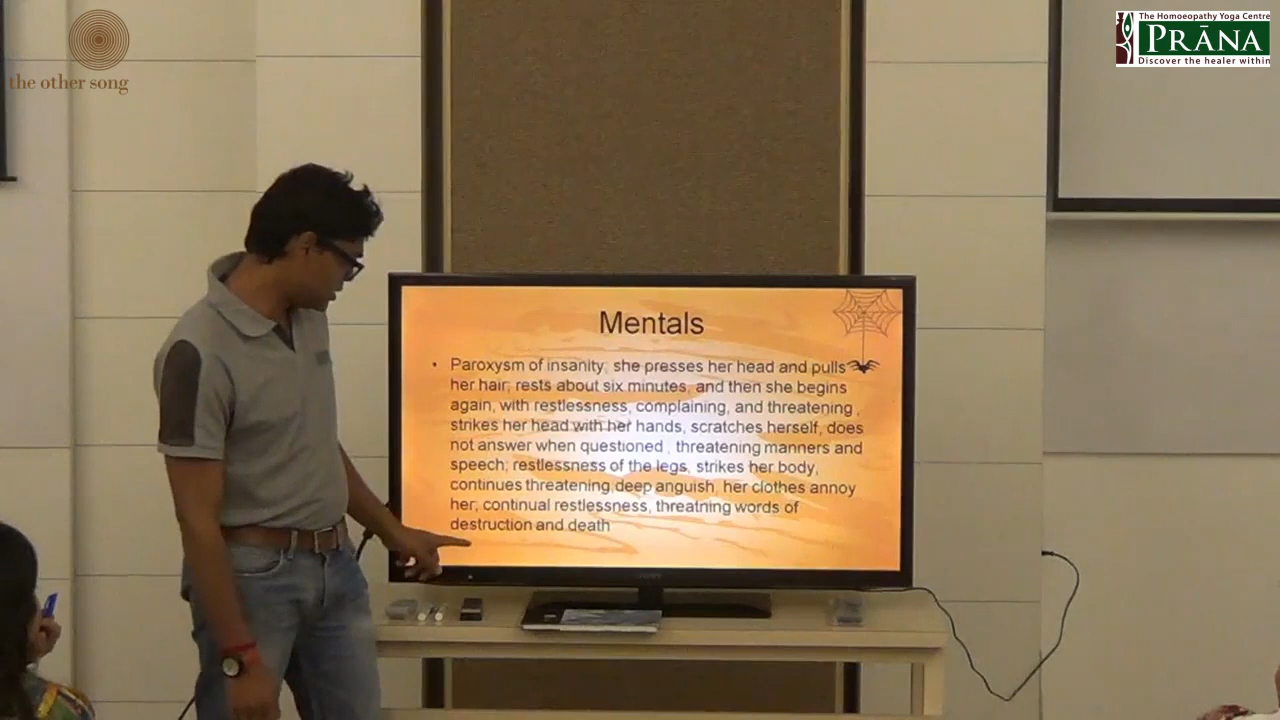 the other song
The Homoeopathy Yoga Centre
PRĀNA
Discover the healer within
Mentals
• Paroxysm of insanity; she presses her head and pulls
her hair; rests about six minutes, and then she begins
again, with restlessness, complaining, and threatening ,
strikes her head with her hands, scratches herself, does
not answer when questioned , threatening manners and
speech; restlessness of the legs, strikes her body,
continues threatening,deep anguish, her clothes annoy
her; continual restlessness, threatning words of
destruction and death